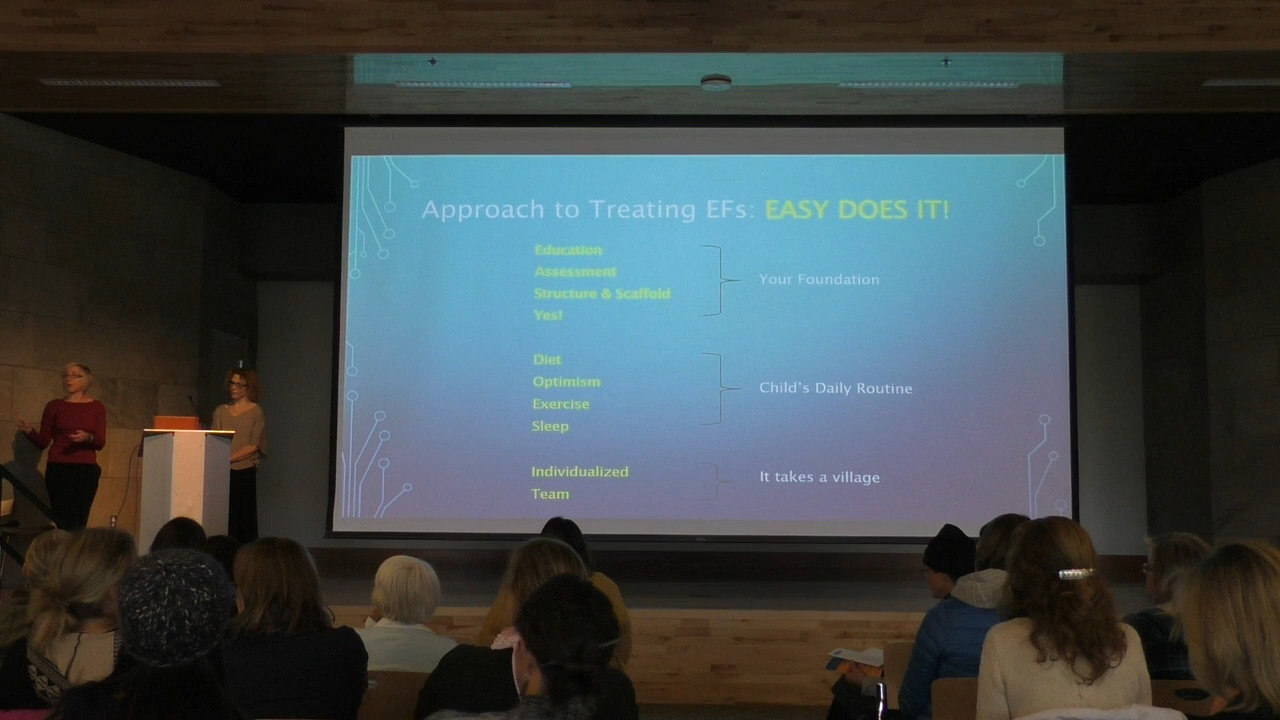 Approach to Treating EFs: EASY DOES IT!
Education
Assessment
Structure & Scaffold
Yes!
Your Foundation
Diet
Optimism
Exercise
Sleep
Child's Daily Routine
Individualized
Team
It takes a village